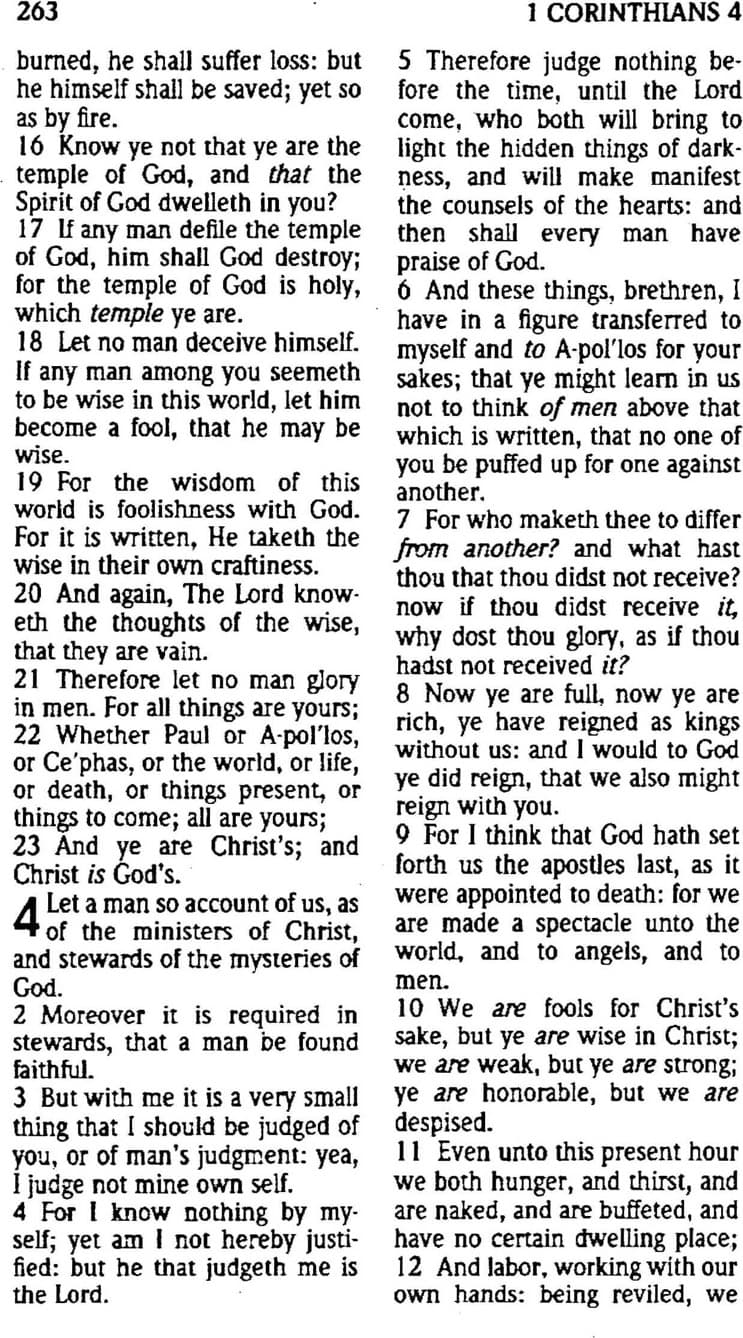 263
1 CORINTHIANS 4
burned, he shall suffer loss: but
he himself shall be saved; yet so
as by fire.
16 Know ye not that ye are the
temple of God, and that the
Spirit of God dwelleth in you?
17 If any man defile the temple
of God, him shall God destroy;
for the temple of God is holy,
which temple ye are.
18 Let no man deceive himself.
If any man among you seemeth
to be wise in this world, let him
become a fool, that he may be
wise.
19 For the wisdom of this
world is foolishness with God.
For it is written, He taketh the
wise in their own craftiness.
20 And again, The Lord know-
eth the thoughts of the wise,
that they are vain.
21 Therefore let no man glory
in men. For all things are yours;
22 Whether Paul or A-pol'los,
or Ce'phas, or the world, or life,
or death, or things present, or
things to come; all are yours;
23 And ye are Christ's; and
Christ is God's.
4 Let a man so account of us, as
of the ministers of Christ,
and stewards of the mysteries of
God.
2 Moreover it is required in
stewards, that a man be found
faithful.
3 But with me it is a very small
thing that I should be judged of
you, or of man's judgment: yea,
I judge not mine own self.
4 For I know nothing by my-
self; yet am I not hereby justi-
fied: but he that judgeth me is
the Lord.
5 Therefore judge nothing be-
fore the time, until the Lord
come, who both will bring to
light the hidden things of dark-
ness, and will make manifest
the counsels of the hearts: and
then shall every man have
praise of God.
6 And these things, brethren, I
have in a figure transferred to
myself and to A-pol'los for your
sakes; that ye might learn in us
not to think of men above that
which is written, that no one of
you be puffed up for one against
another.
7 For who maketh thee to differ
from another? and what hast
thou that thou didst not receive?
now if thou didst receive it,
why dost thou glory, as if thou
hadst not received it?
8 Now ye are full, now ye are
rich, ye have reigned as kings
without us: and I would to God
ye did reign, that we also might
reign with you.
9 For I think that God hath set
forth us the apostles last, as it
were appointed to death: for we
are made a spectacle unto the
world, and to angels, and to
men.
10 We are fools for Christ's
sake, but ye are wise in Christ;
we are weak, but ye are strong;
ye are honorable, but we are
despised.
11 Even unto this present hour
we both hunger, and thirst, and
are naked, and are buffeted, and
have no certain dwelling place;
12 And labor, working with our
own hands: being reviled, we